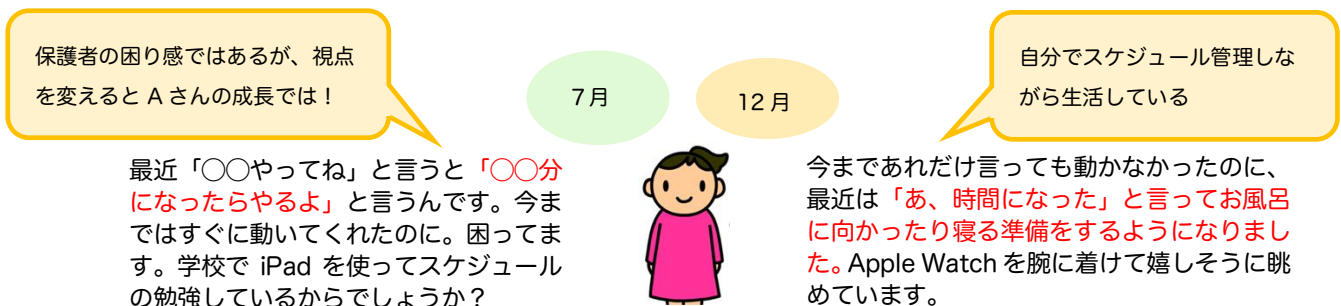 保護者の困り感ではあるが、視点
を変えると A さんの成長では！
7月
12 月
自分でスケジュール管理しな
がら生活している
最近「○○やってね」と言うと「○○分
になったらやるよ」と言うんです。今ま
ではすぐに動いてくれたのに。困ってま
す。学校で iPad を使ってスケジュール
の勉強しているからでしょうか？
今まであれだけ言っても動かなかったのに、
最近は「あ、時間になった」と言ってお風呂
に向かったり寝る準備をするようになりまし
た。Apple Watch を腕に着けて嬉しそうに眺
めています。